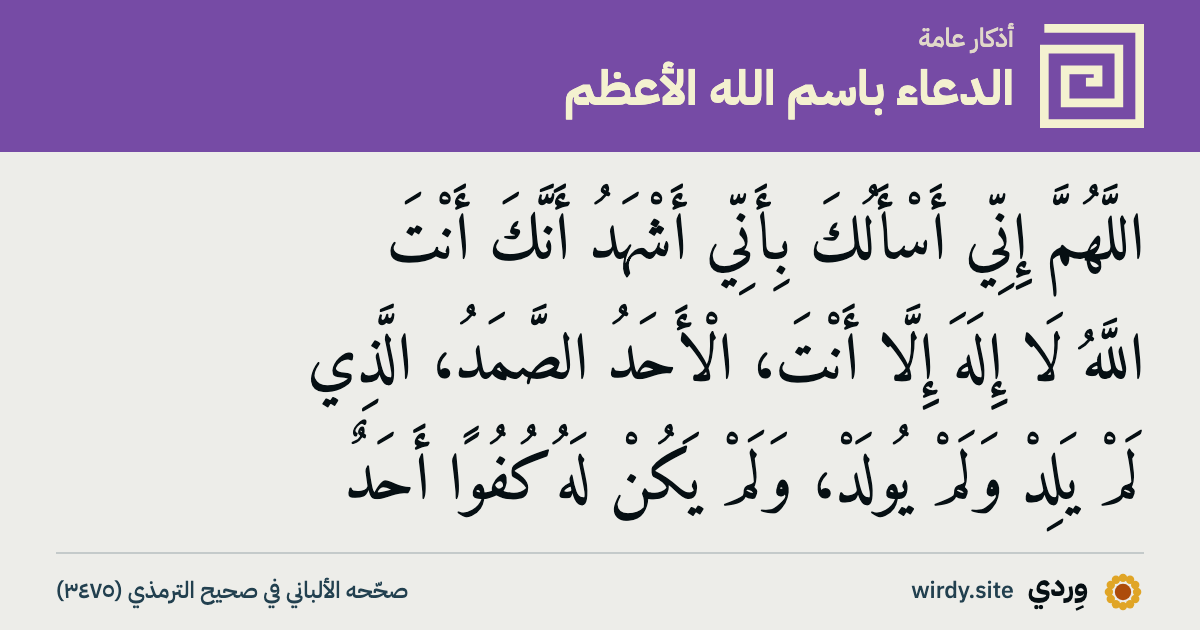 أذكار عامة
الدعاء باسم الله الأعظم
اللَّهُمَّ إِنِّي أَسْأَلُكَ بِأَنِّي أَشْهَدُ أَنَّكَ أَنْتَ
اللَّهُ لَا إِلَهَ إِلَّا أَنْتَ، الْأَحَدُ الصَّمَدُ، الَّذِي
لَمْ يَلِدْ وَلَمْ يُولَدْ، وَلَمْ يَكُنْ لَهُ كُفُوًا أَحَدٌ
وِردي wirdy.site
صحّحه الألباني في صحيح الترمذي (٣٤٧٥)